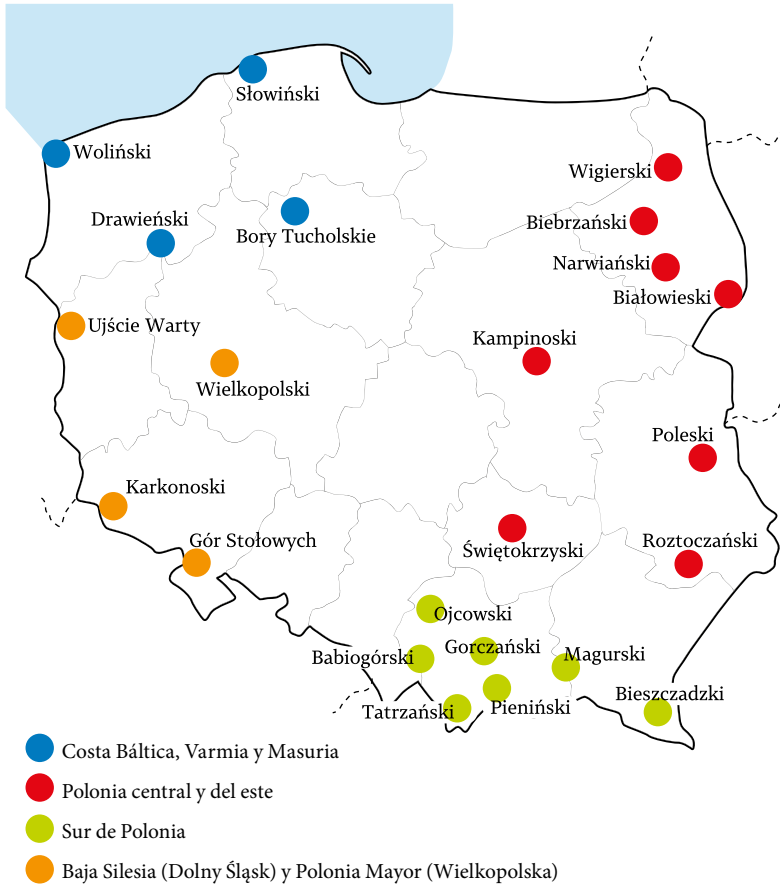 Słowiński
Woliński
Wigierski
Drawieński
Biebrzański
Bory Tucholskie
Narwiański
Białowieski
Ujście Warty
Kampinoski
Wielkopolski
Poleski
Karkonoski
Gór Stołowych
Roztoczański
Świętokrzyski
Ojcowski
Gorczański
Magurski
Babiogórski
Bieszczadzki
Tatrzański
Pieniński
Costa Báltica, Varmia y Masuria
Polonia central y del este
Sur de Polonia
Baja Silesia (Dolny Śląsk) y Polonia Mayor (Wielkopolska)